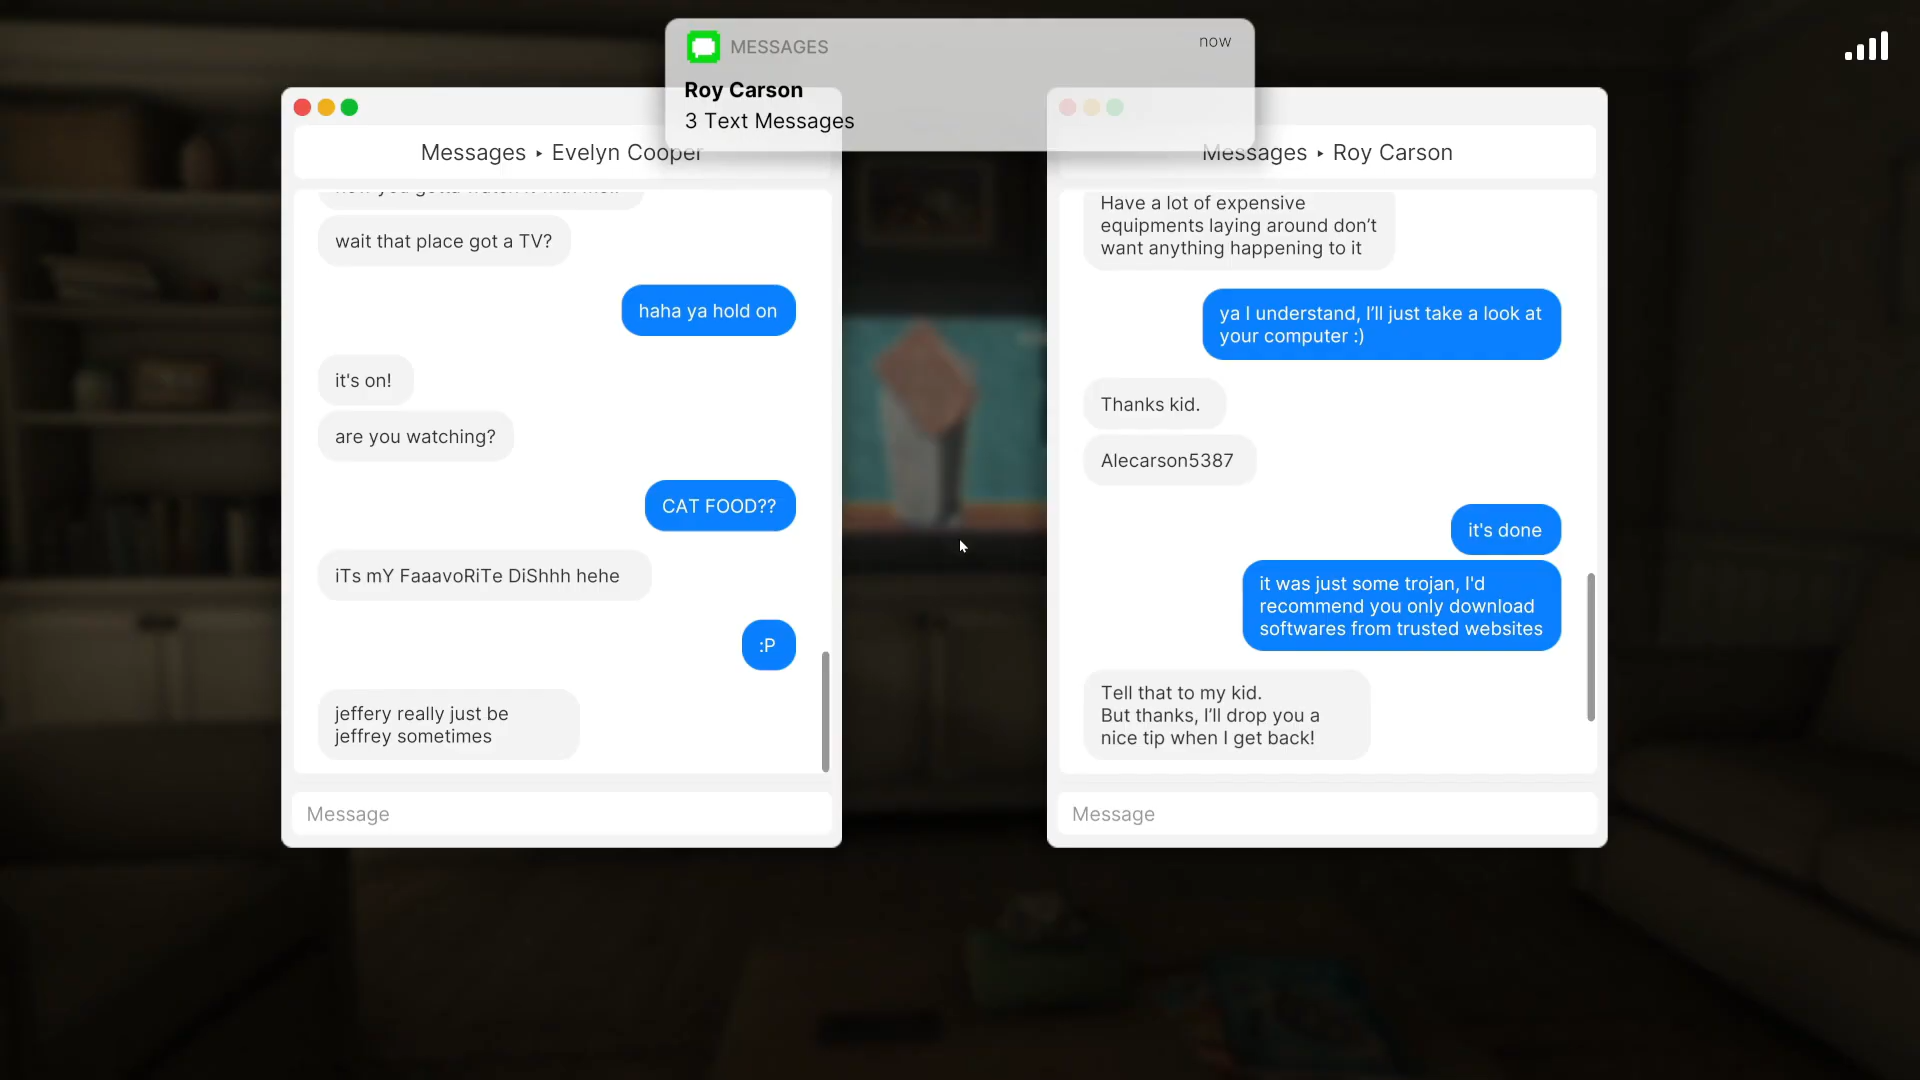 MESSAGES
now
Roy Carson
3 Text Messages
Messages ▸ Evelyn Cooper
wait that place got a TV?
haha ya hold on
it's on!
are you watching?
CAT FOOD??
iTs mY FaaavoRiTe DiShhh hehe
:P
jeffery really just be
jeffrey sometimes
Message
Messages ▸ Roy Carson
Have a lot of expensive
equipments laying around don’t
want anything happening to it
ya I understand, I’ll just take a look at
your computer :)
Thanks kid.
Alecarson5387
it's done
it was just some trojan, I'd
recommend you only download
softwares from trusted websites
Tell that to my kid.
But thanks, I’ll drop you a
nice tip when I get back!
Message